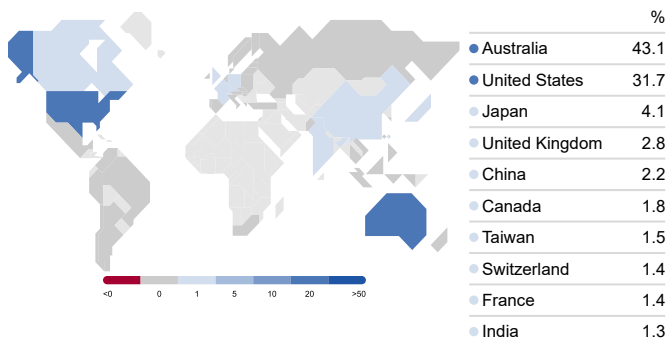 %
Australia 43.1
United States 31.7
Japan 4.1
United Kingdom 2.8
China 2.2
Canada 1.8
Taiwan 1.5
Switzerland 1.4
France 1.4
India 1.3
<0 0 1 5 10 20 >50